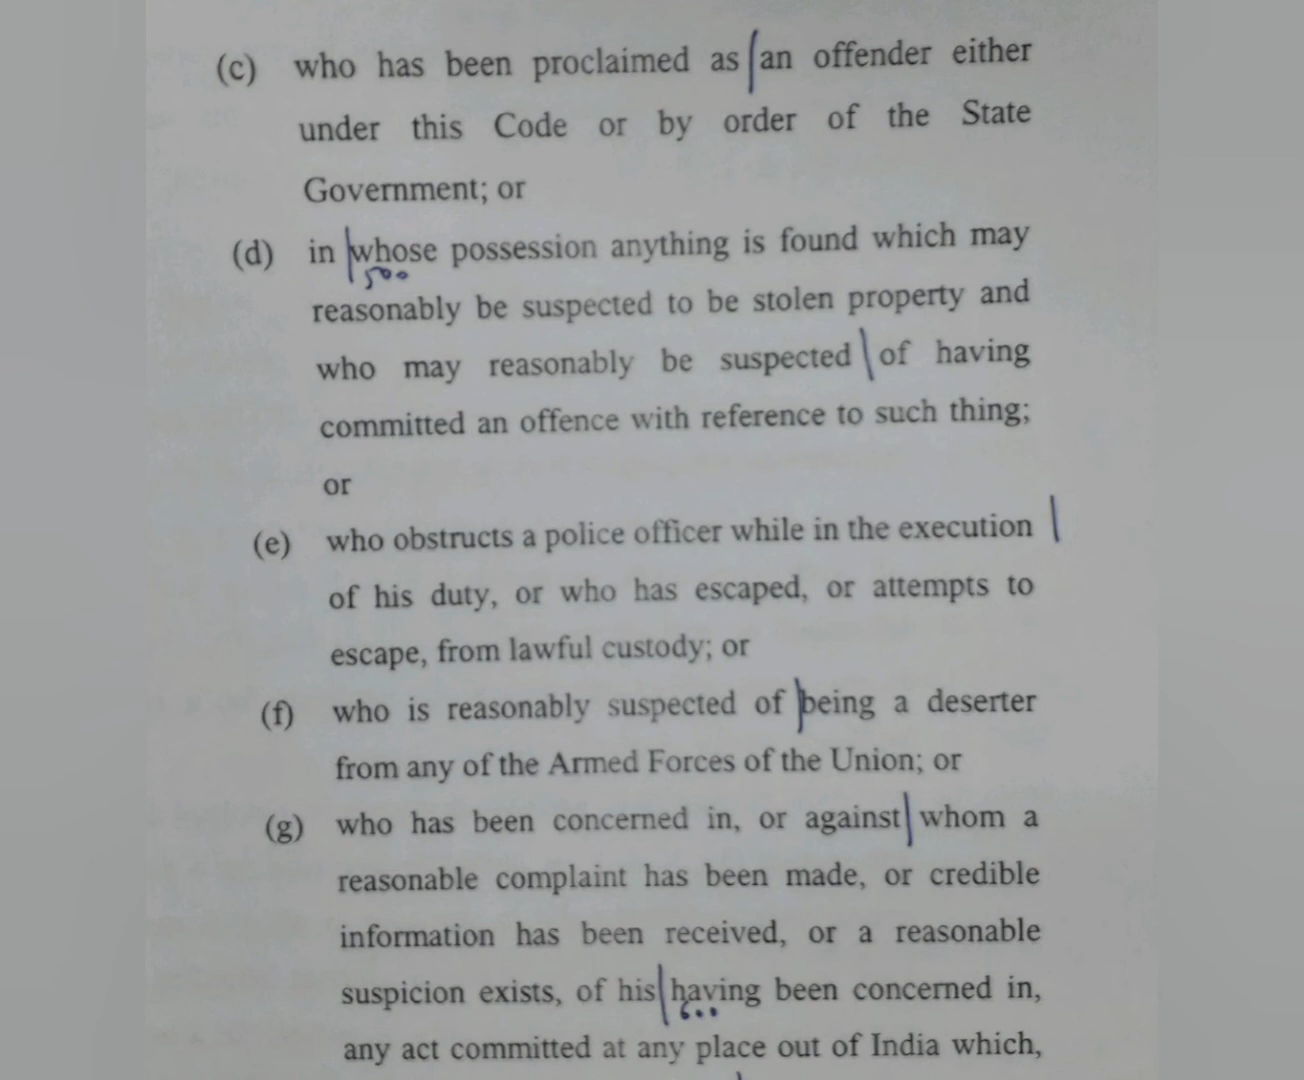 (c) who has been proclaimed as an offender either
under this Code or by order of the State
Government; or
(d) in whose possession anything is found which may
500
reasonably be suspected to be stolen property and
who may reasonably be suspected of having
committed an offence with reference to such thing;
or
(e) who obstructs a police officer while in the execution
of his duty, or who has escaped, or attempts to
escape, from lawful custody; or
(f) who is reasonably suspected of being a deserter
from any of the Armed Forces of the Union; or
(g) who has been concerned in, or against whom a
reasonable complaint has been made, or credible
information has been received, or a reasonable
suspicion exists, of his having been concerned in,
600
any act committed at any place out of India which,